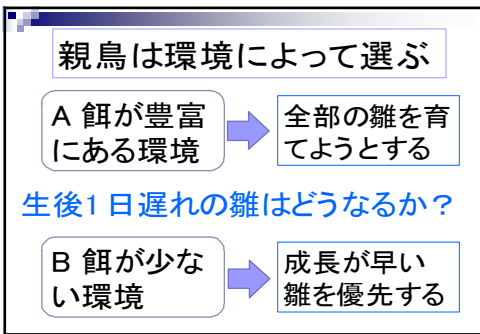 親鳥は環境によって選ぶ
A 餌が豊富
にある環境
全部の雛を育
てようとする
生後1日遅れの雛はどうなるか？
B 餌が少な
い環境
成長が早い
雛を優先する